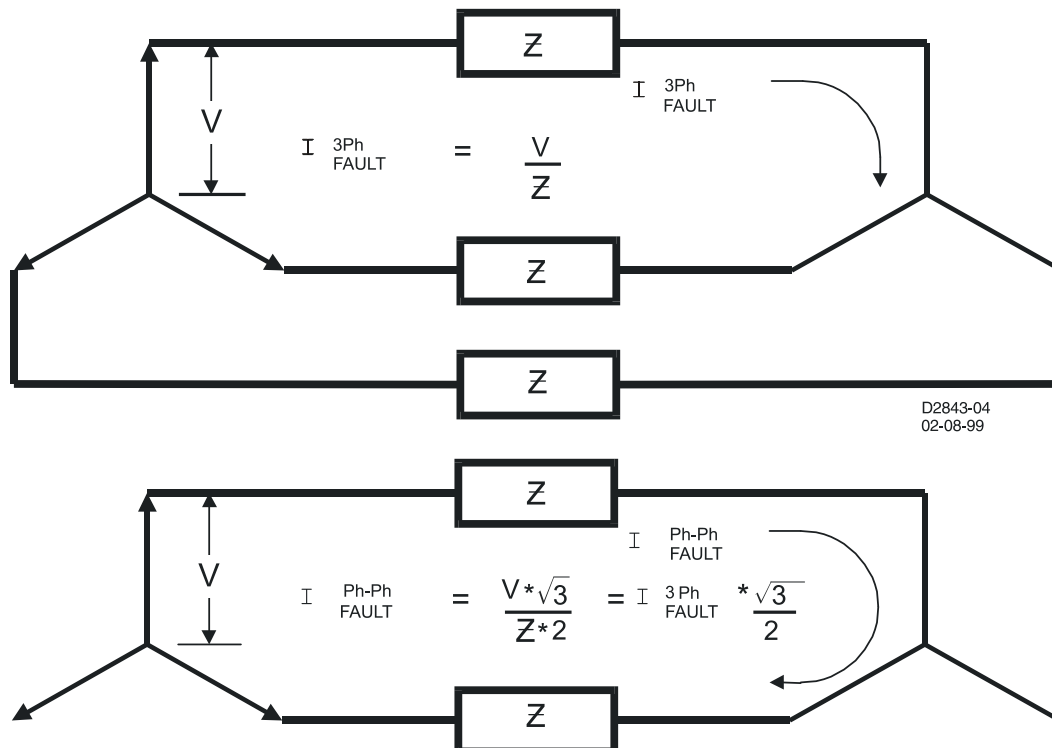 Ƶ
I 3Ph
FAULT
V
I 3Ph
FAULT
= V
Ƶ
Ƶ
Ƶ
D2843-04
02-08-99
Ƶ
I Ph-Ph
FAULT
V
I Ph-Ph
FAULT
= V*√3
Ƶ*2
= I 3 Ph
FAULT
*√3
2
Ƶ